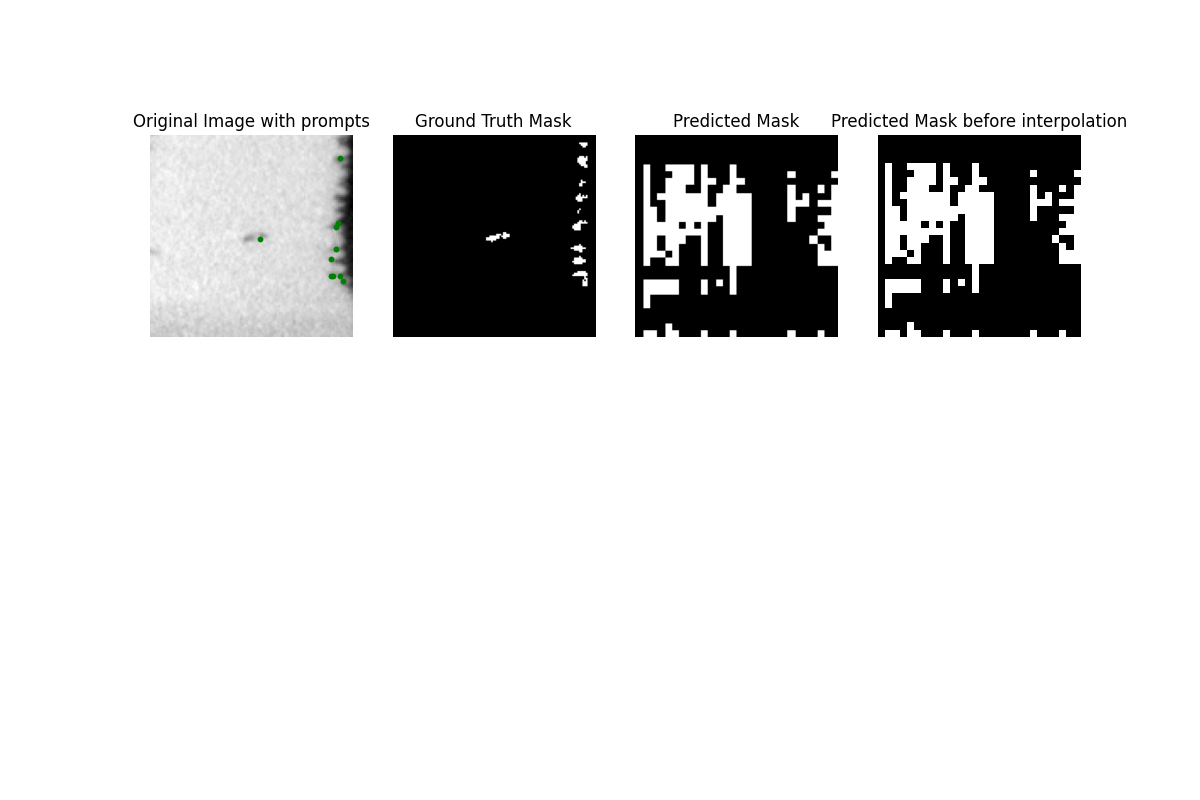 Original Image with prompts
Ground Truth Mask
Predicted Mask
Predicted Mask before interpolation